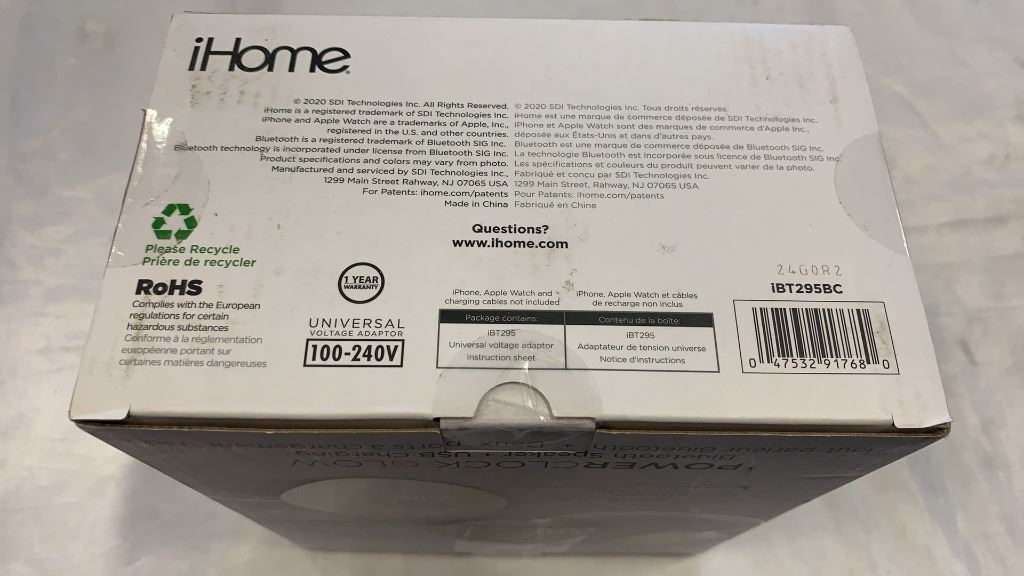 iHome
© 2020 SDI Technologies Inc. All Rights Reserved.
iHome is a registered trademark of SDI Technologies Inc.
iPhone and Apple Watch are a trademarks of Apple, Inc.,
registered in the U.S. and other countries.
Bluetooth is a registered trademark of Bluetooth SIG Inc.
Bluetooth technology is incorporated under license from Bluetooth SIG Inc.
Product specifications and colors may vary from photo.
Manufactured and serviced by SDI Technologies Inc.,
1299 Main Street Rahway, NJ 07065 USA
For Patents: ihome.com/patents
Made in China
© 2020 SDI Technologies Inc. Tous droits réservés.
iHome est une marque de commerce déposée de SDI Technologies Inc.
iPhone et Apple Watch sont des marques de commerce d'Apple Inc.,
déposée aux États-Unis et dans d'autres pays.
Bluetooth est une marque de commerce déposée de Bluetooth SIG Inc.
La technologie Bluetooth est incorporée sous licence de Bluetooth SIG Inc.
Les spécifications et couleurs du produit peuvent varier de la photo.
Fabriqué et conçu par SDI Technologies Inc.
1299 Main Street, Rahway, NJ 07065 USA
Pour Patents: ihome.com/patents
Fabriqué en Chine
Questions?
www.ihome.com
Please Recycle
Prière de recycler
RoHS
Complies with the European
regulations for certain
hazardous substances
Conforme à la réglementation
européenne portant sur
certaines matières dangereuses
1 YEAR
WARRANTY
UNIVERSAL
VOLTAGE ADAPTOR
100-240V
iPhone, Apple Watch and
charging cables not included
iPhone, Apple Watch et câbles
de recharge non inclus
Package contains:
iBT295
Universal voltage adaptor
Instruction sheet
Contenu de la boîte:
iBT295
Adaptateur de tension universe
Notice d'instructions
24G0R2
iBT295BC
0 47532 91768 0
iPOWERCLOCK GLOW
Bluetooth speaker + USB charging